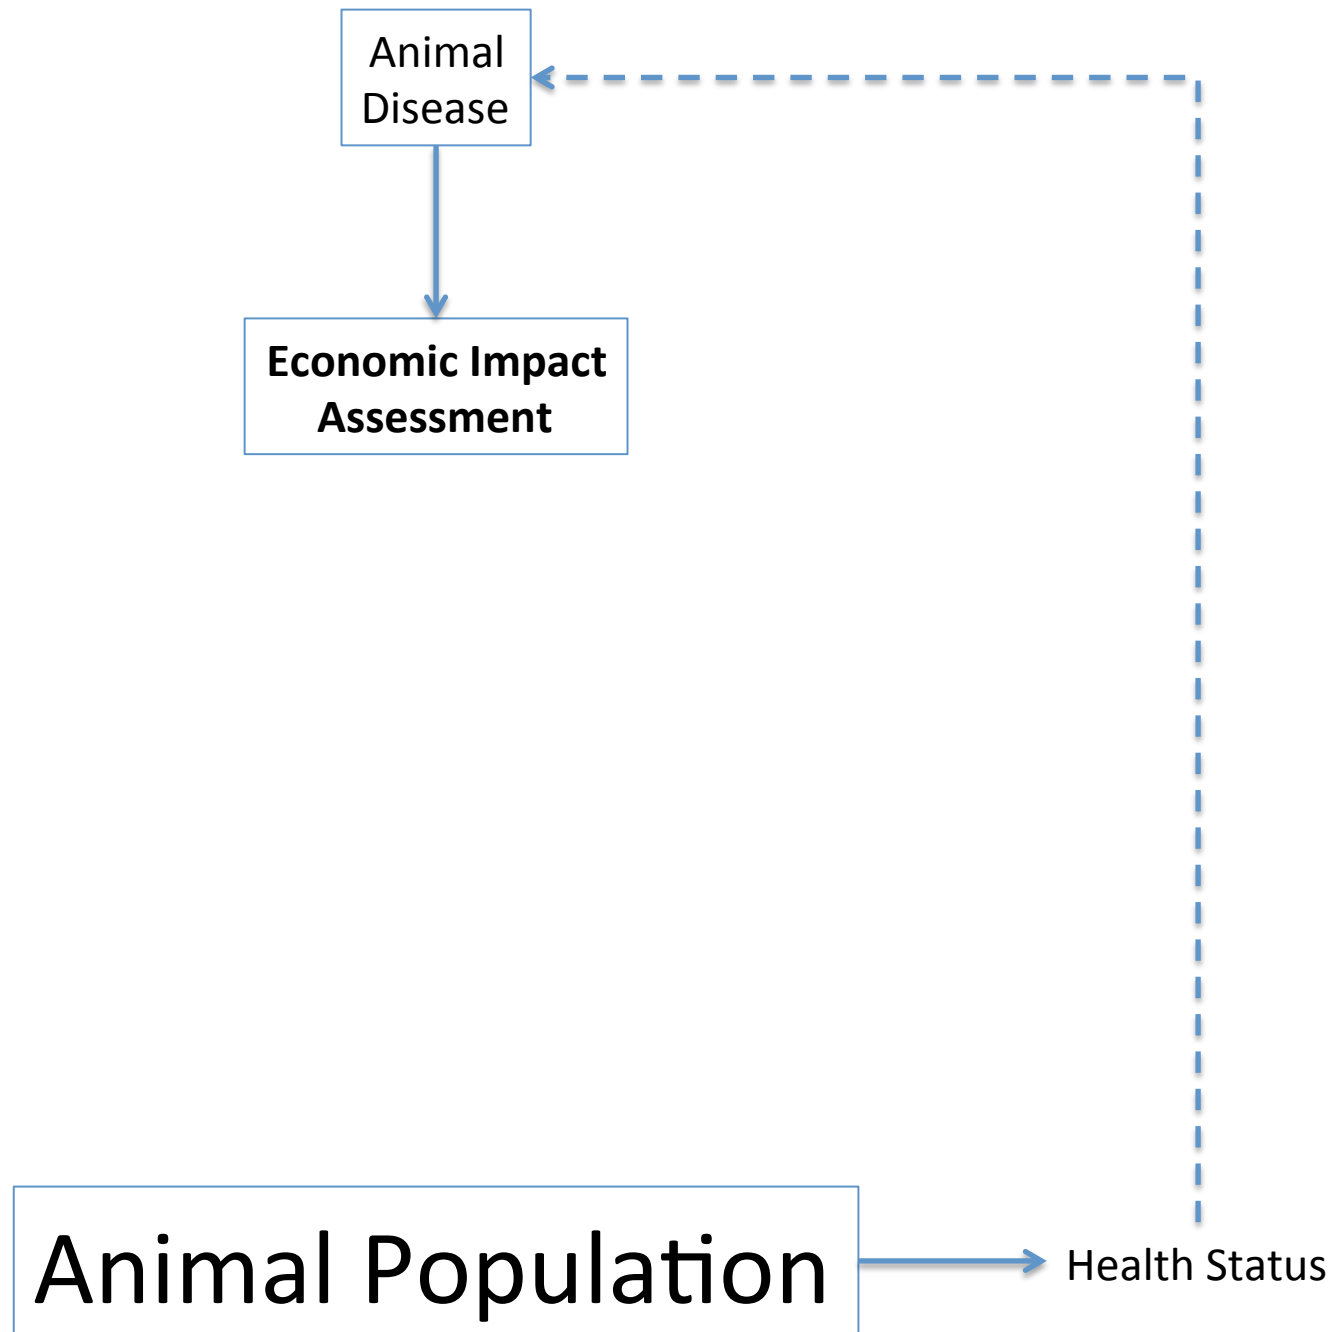 Animal
Disease
Economic Impact
Assessment
Animal Population
Health Status